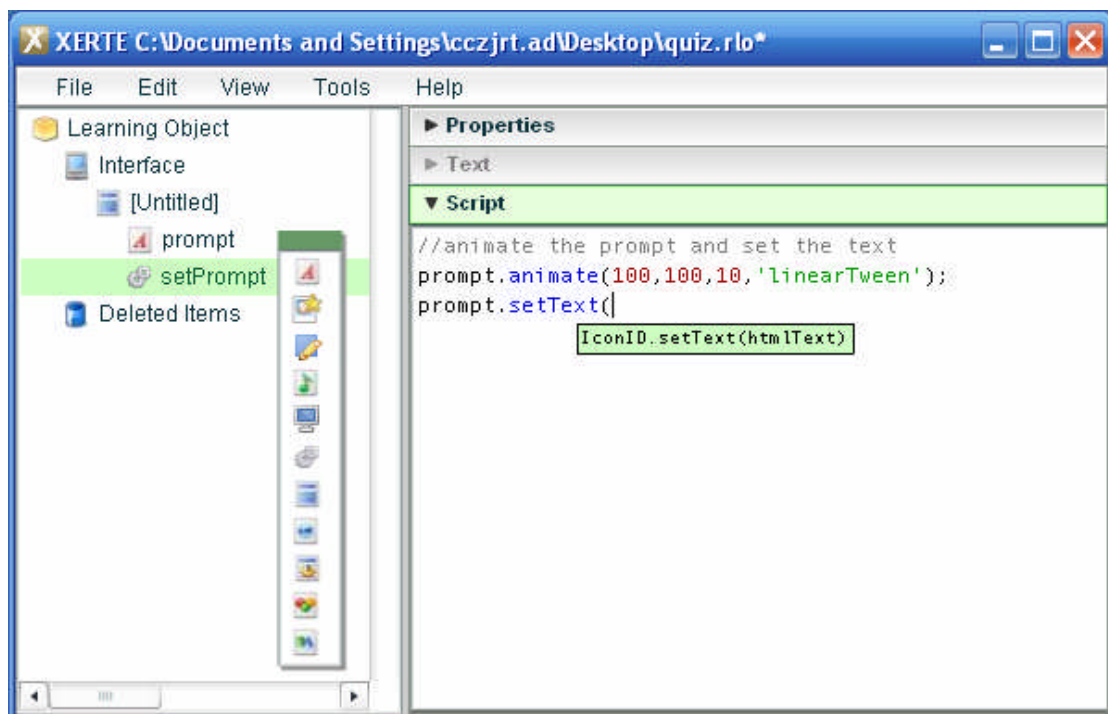 XERTE C:\Documents and Settings\cczjrt.ad\Desktop\quiz.rlo*
File Edit View Tools Help
Learning Object
Interface
[Untitled]
prompt
setPrompt
Deleted Items
Properties
Text
Script
//animate the prompt and set the text
prompt.animate(100,100,10,'linearTween');
prompt.setText(
IconID.setText(htmlText)